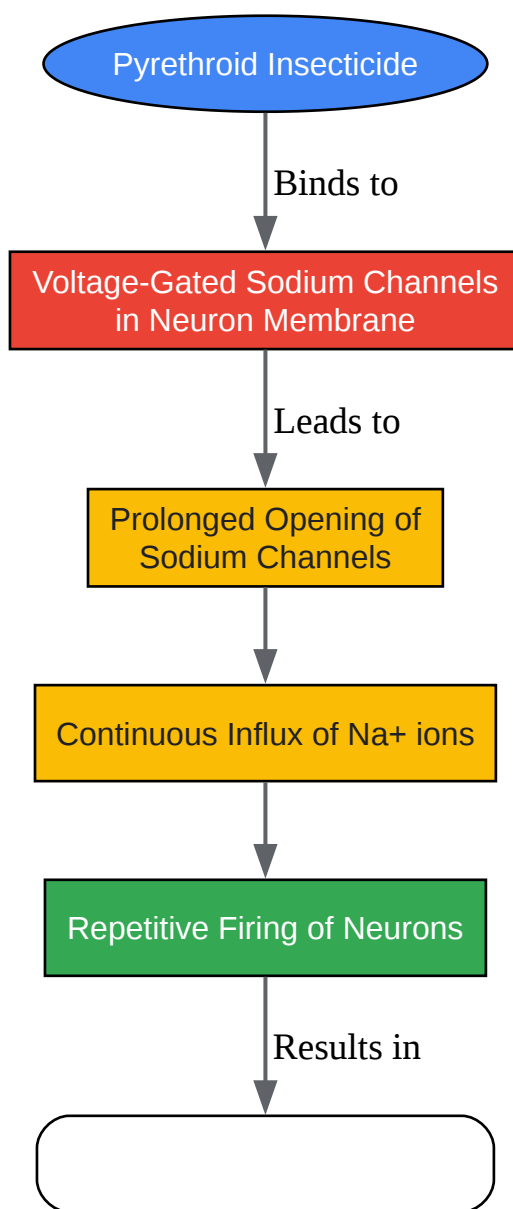 Pyrethroid Insecticide
Binds to
Voltage-Gated Sodium Channels
in Neuron Membrane
Leads to
Prolonged Opening of
Sodium Channels
Continuous Influx of Na+ ions
Repetitive Firing of Neurons
Results in